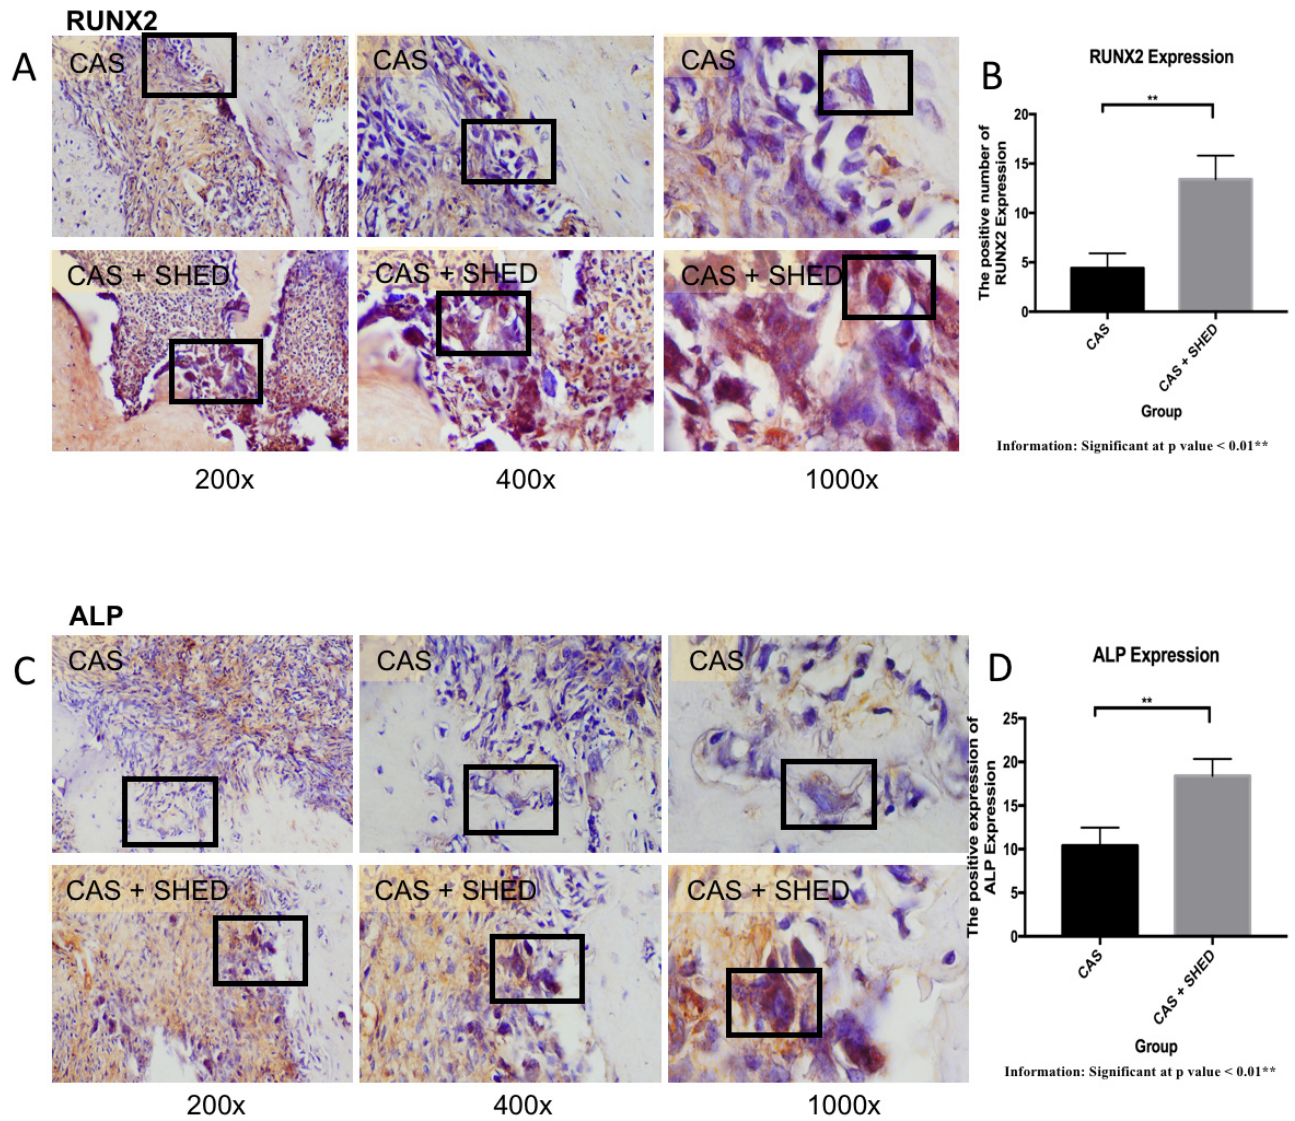 RUNX2
A
CAS
CAS
CAS
CAS + SHED
CAS + SHED
CAS + SHED
200x
400x
1000x
B
RUNX2 Expression
**
The positive number of
RUNX2 Expression
20
15
10
5
0
CAS
CAS + SHED
Group
Information: Significant at p value < 0.01**
ALP
C
CAS
CAS
CAS
CAS + SHED
CAS + SHED
CAS + SHED
200x
400x
1000x
D
ALP Expression
**
The positive expression of
ALP Expression
25
20
15
10
5
0
CAS
CAS + SHED
Group
Information: Significant at p value < 0.01**